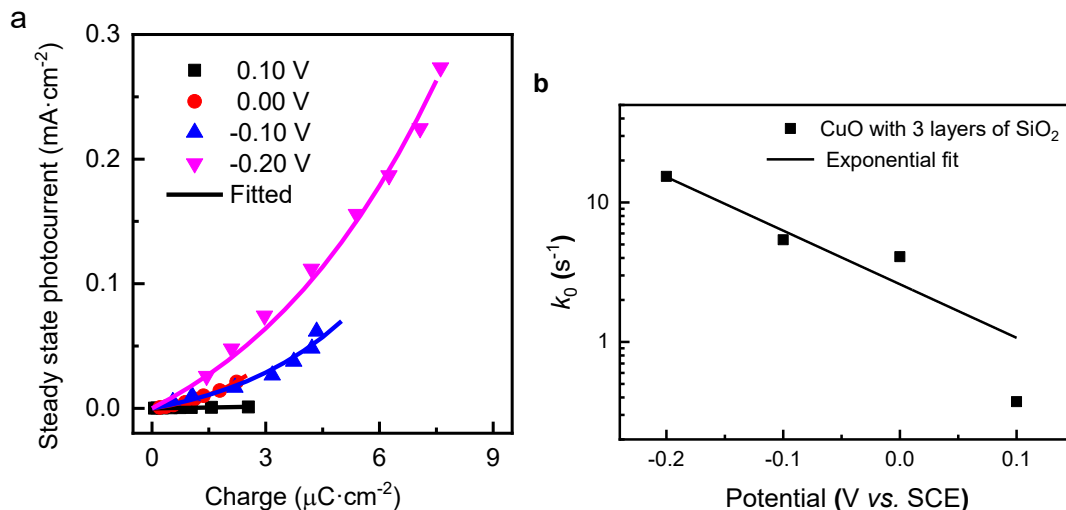 a
Steady state photocurrent (mA·cm⁻²)
0.3
0.2
0.1
0.0
0.10 V
0.00 V
-0.10 V
-0.20 V
Fitted
0
3
6
9
Charge (μC·cm⁻²)
b
k₀ (s⁻¹)
10
1
CuO with 3 layers of SiO₂
Exponential fit
-0.2
-0.1
0.0
0.1
Potential (V vs. SCE)